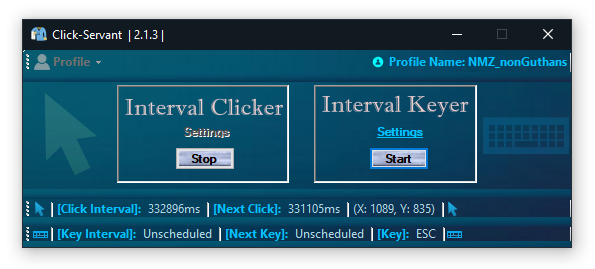 Click-Servant | 2.1.3 |
Profile
Profile Name: NMZ_nonGuthans
Interval Clicker
Settings
Stop
Interval Keyer
Settings
Start
[Click Interval]: 332896ms | [Next Click]: 331105ms | (X: 1089, Y: 835) |
[Key Interval]: Unscheduled | [Next Key]: Unscheduled | [Key]: ESC